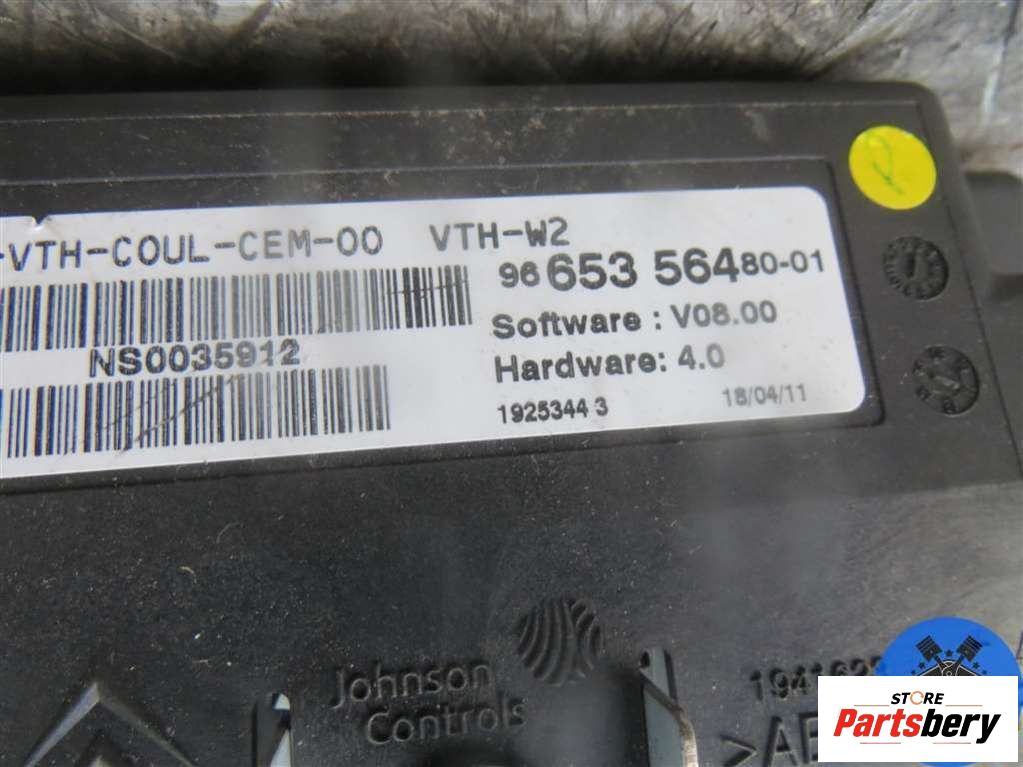 -VTH-COUL-CEM-00 VTH-W2
96 653 564 80-01
Software : V08.00
NS0035912
Hardware: 4.0
1925344 3
18/04/11
Johnson
Controls
STORE
Partsbery